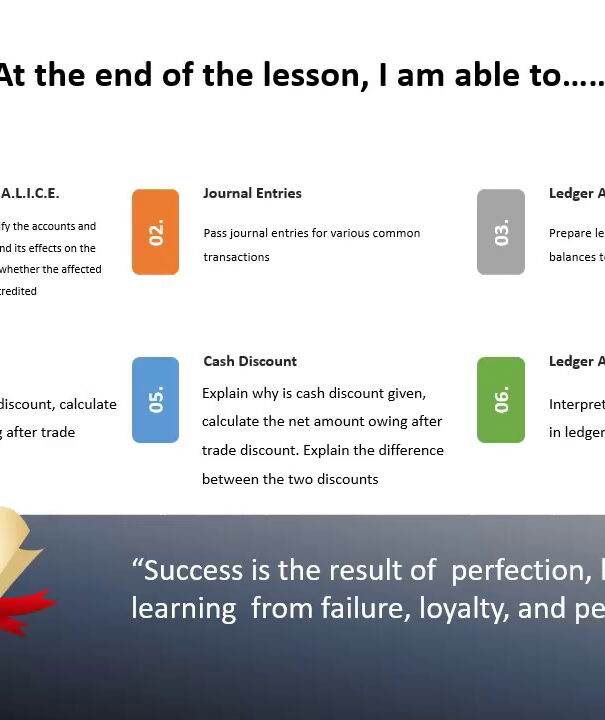 At the end of the lesson, I am able to…..
A.L.I.C.E.
ify the accounts and
nd its effects on the
whether the affected
credited
02.
Journal Entries
Pass journal entries for various common
transactions
03.
Ledger A
Prepare le
balances t
discount, calculate
g after trade
05.
Cash Discount
Explain why is cash discount given,
calculate the net amount owing after
trade discount. Explain the difference
between the two discounts
06.
Ledger A
Interpret
in ledger
“Success is the result of perfection,
learning from failure, loyalty, and pe